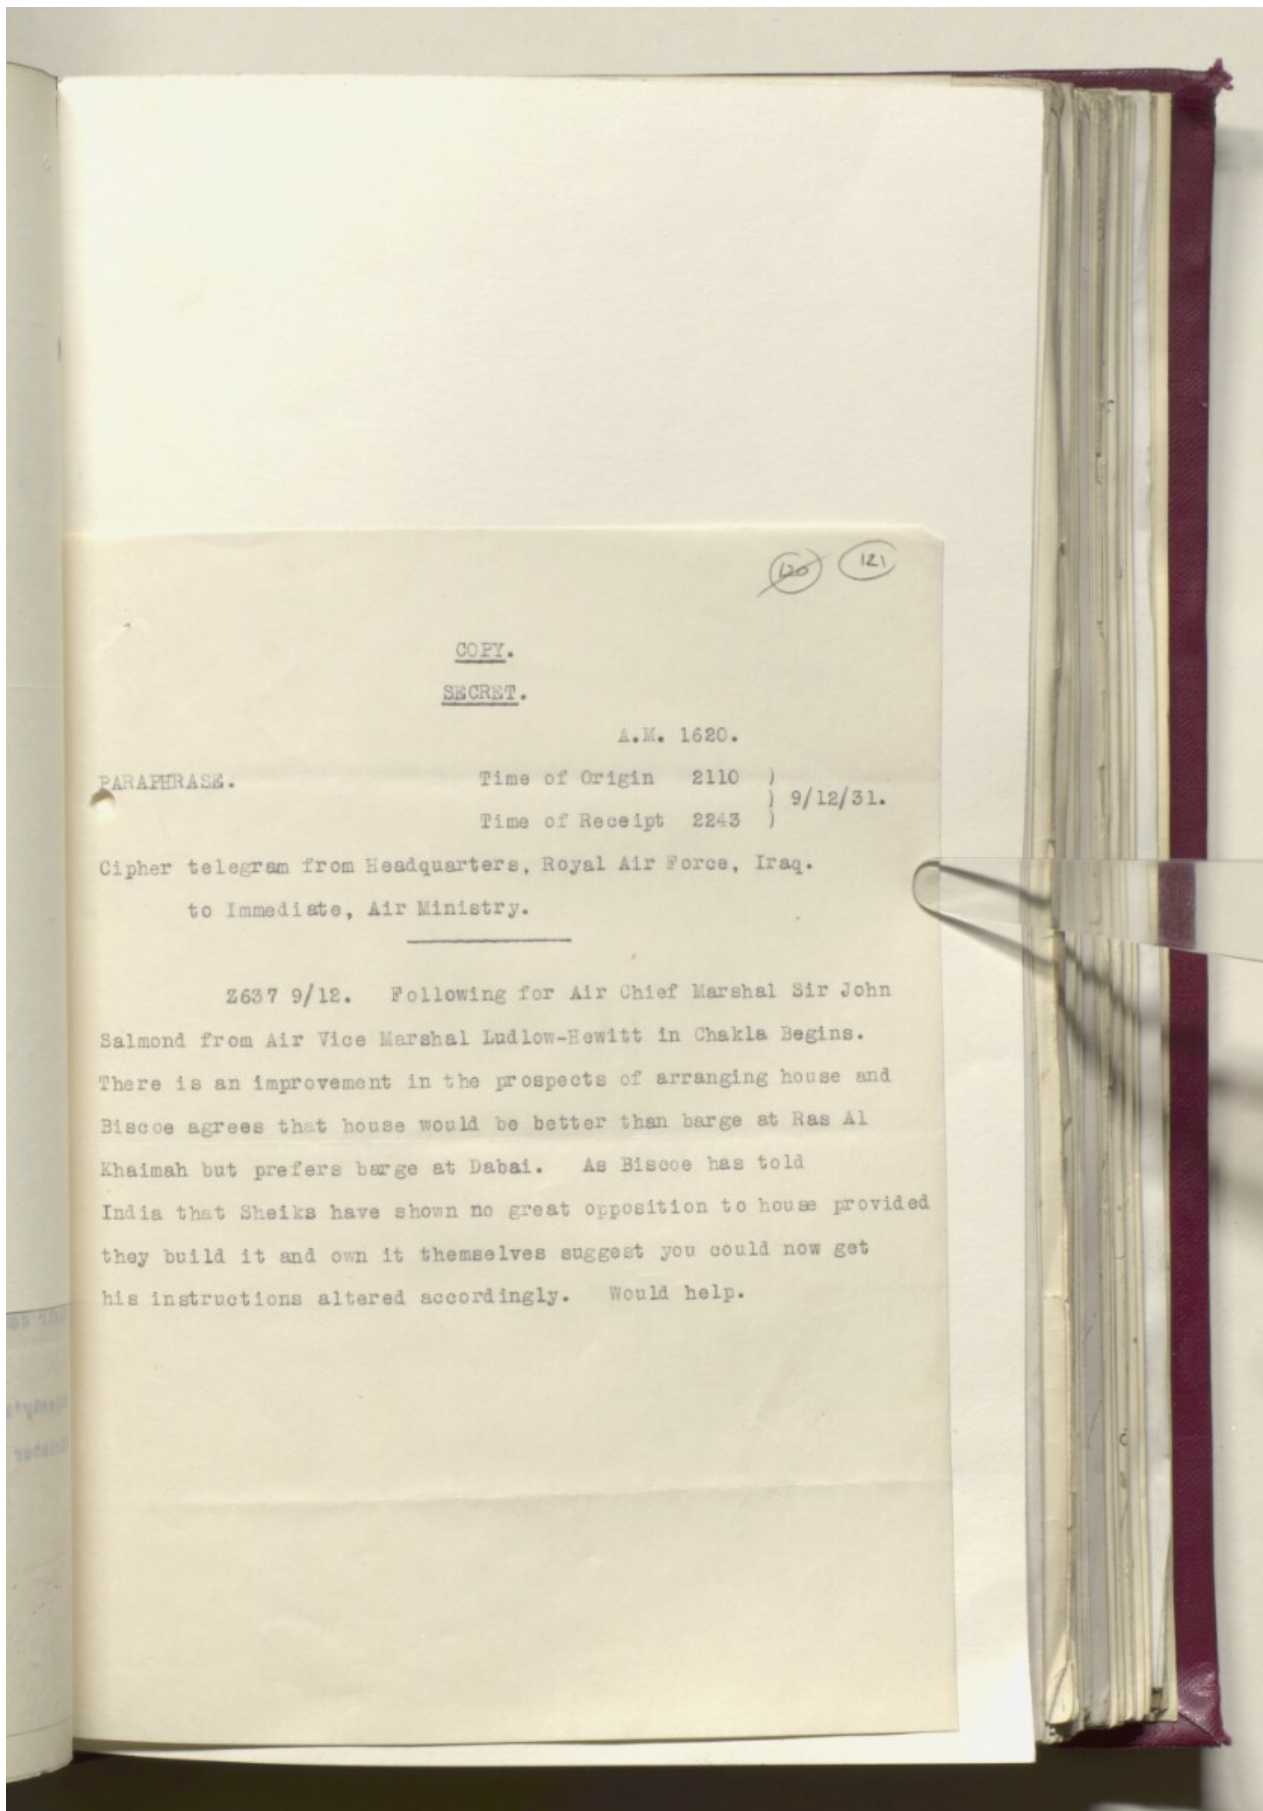 120 121
COPY.
SECRET.
A.M. 1620.
PARAPHRASE. Time of Origin 2110 )
) 9/12/31.
Time of Receipt 2243 )
Cipher telegram from Headquarters, Royal Air Force, Iraq.
to Immediate, Air Ministry.
Z637 9/12. Following for Air Chief Marshal Sir John
Salmond from Air Vice Marshal Ludlow-Hewitt in Chakla Begins.
There is an improvement in the prospects of arranging house and
Biscoe agrees that house would be better than barge at Ras Al
Khaimah but prefers barge at Dabai. As Biscoe has told
India that Sheiks have shown no great opposition to house provided
they build it and own it themselves suggest you could now get
his instructions altered accordingly. Would help.